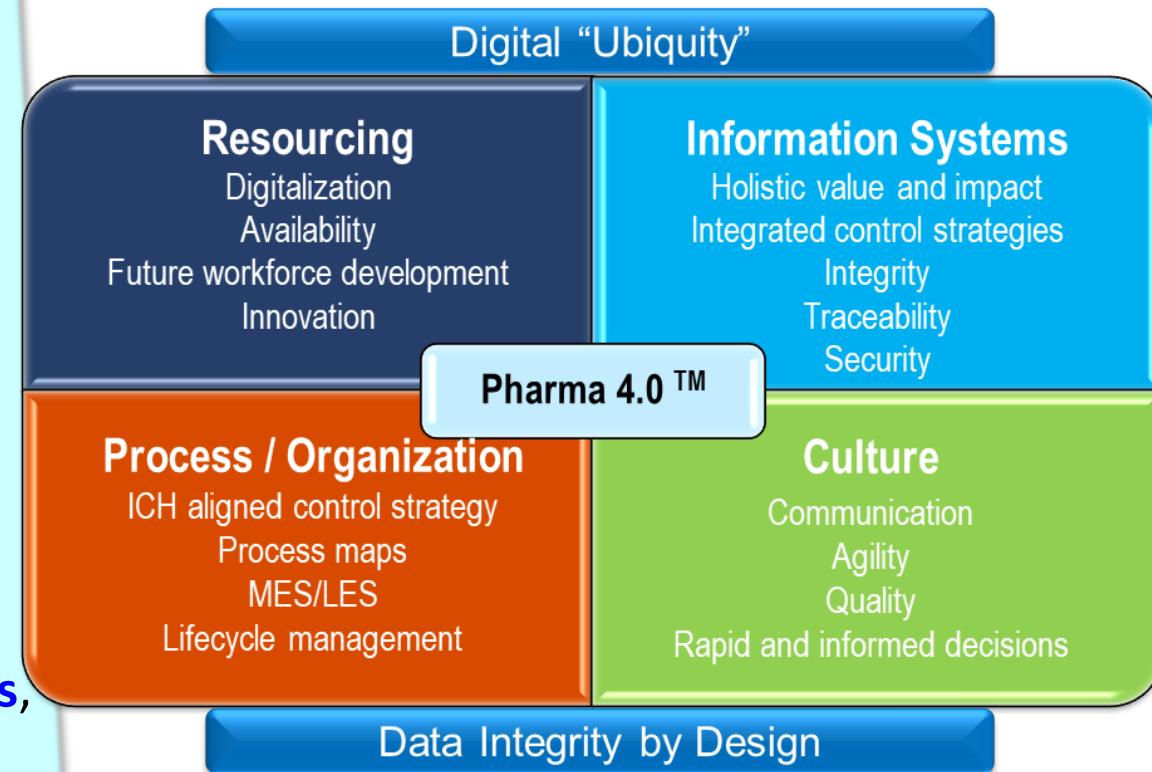 Digital “Ubiquity”
Resourcing
Digitalization
Availability
Future workforce development
Innovation
Information Systems
Holistic value and impact
Integrated control strategies
Integrity
Traceability
Security
Pharma 4.0 ™
Process / Organization
ICH aligned control strategy
Process maps
MES/LES
Lifecycle management
Culture
Communication
Agility
Quality
Rapid and informed decisions
s,
Data Integrity by Design